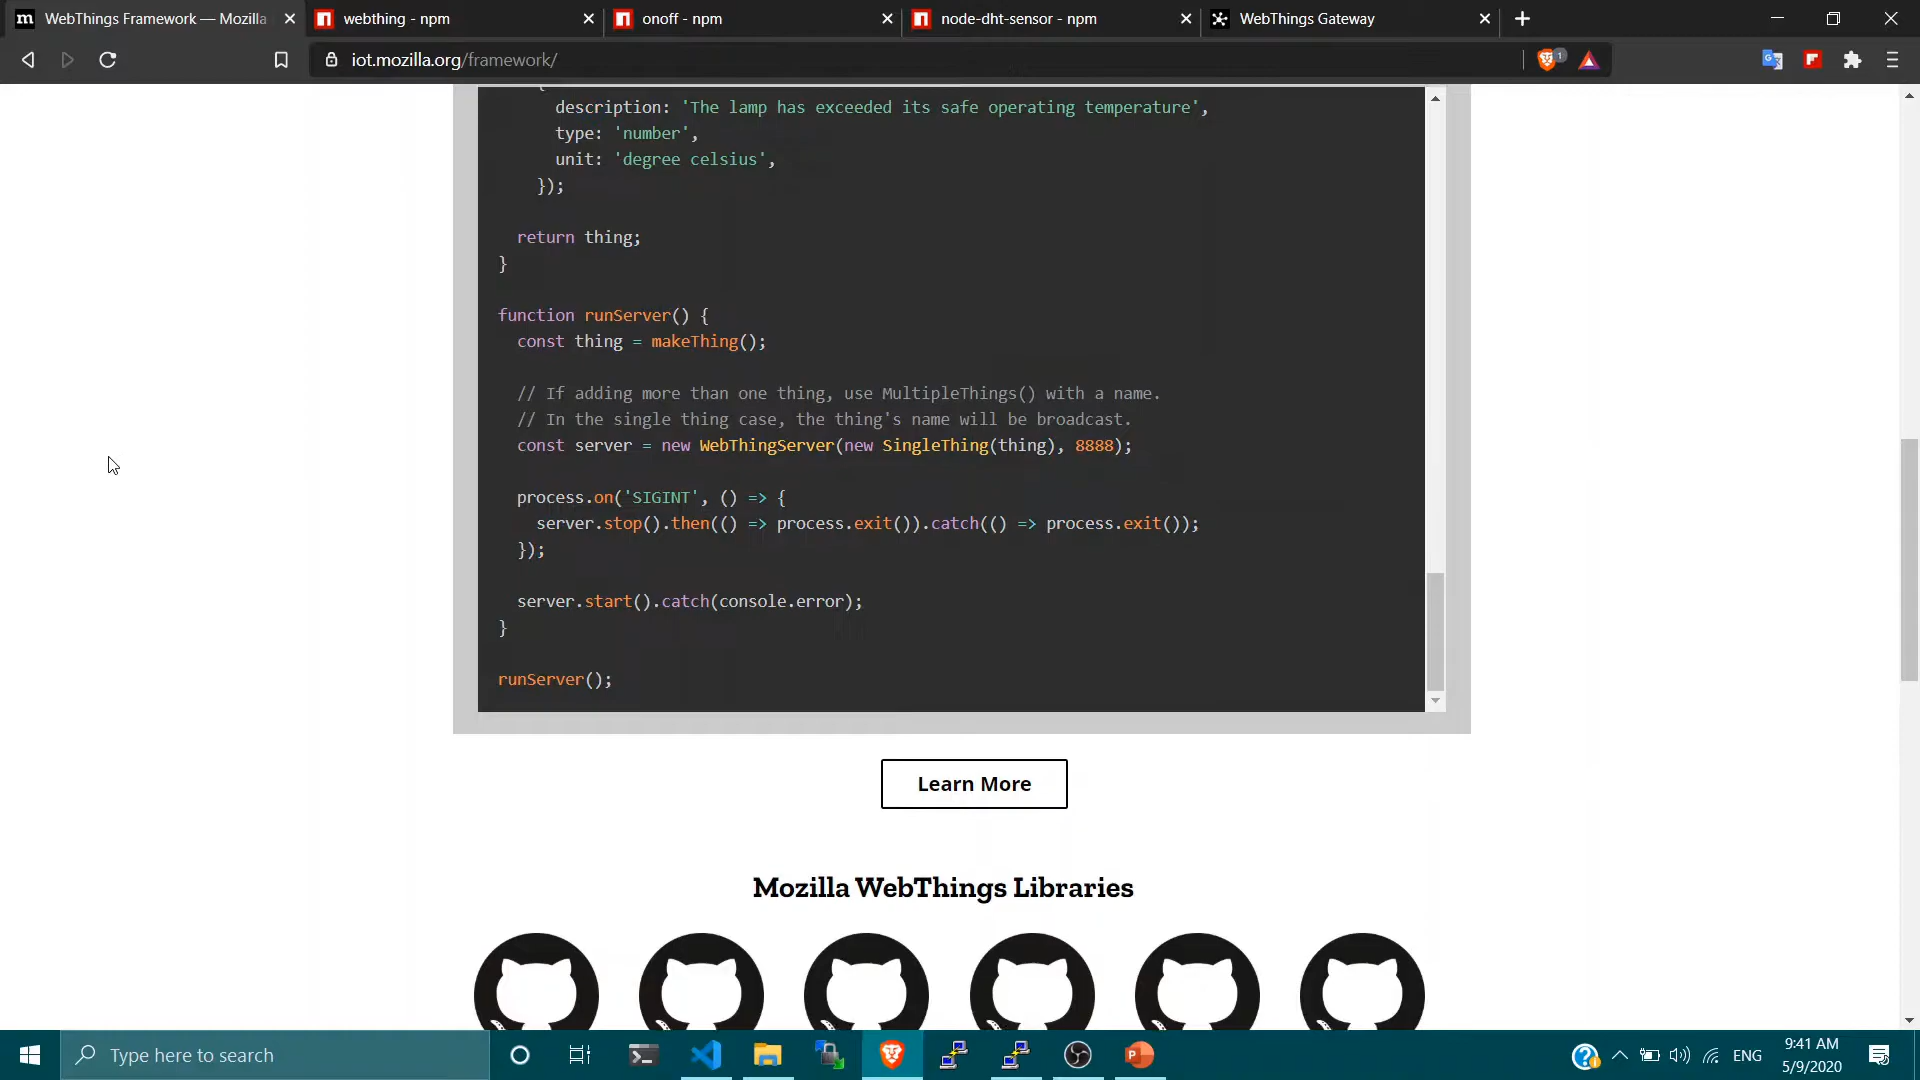 WebThings Framework — Mozilla
webthing - npm
onoff - npm
node-dht-sensor - npm
WebThings Gateway
iot.mozilla.org/framework/
1
{
description: 'The lamp has exceeded its safe operating temperature',
type: 'number',
unit: 'degree celsius',
});
return thing;
}
function runServer() {
const thing = makeThing();
// If adding more than one thing, use MultipleThings() with a name.
// In the single thing case, the thing's name will be broadcast.
const server = new WebThingServer(new SingleThing(thing), 8888);
process.on('SIGINT', () => {
server.stop().then(() => process.exit()).catch(() => process.exit());
});
server.start().catch(console.error);
}
runServer();
Learn More
Mozilla WebThings Libraries
Type here to search
ENG
9:41 AM
5/9/2020